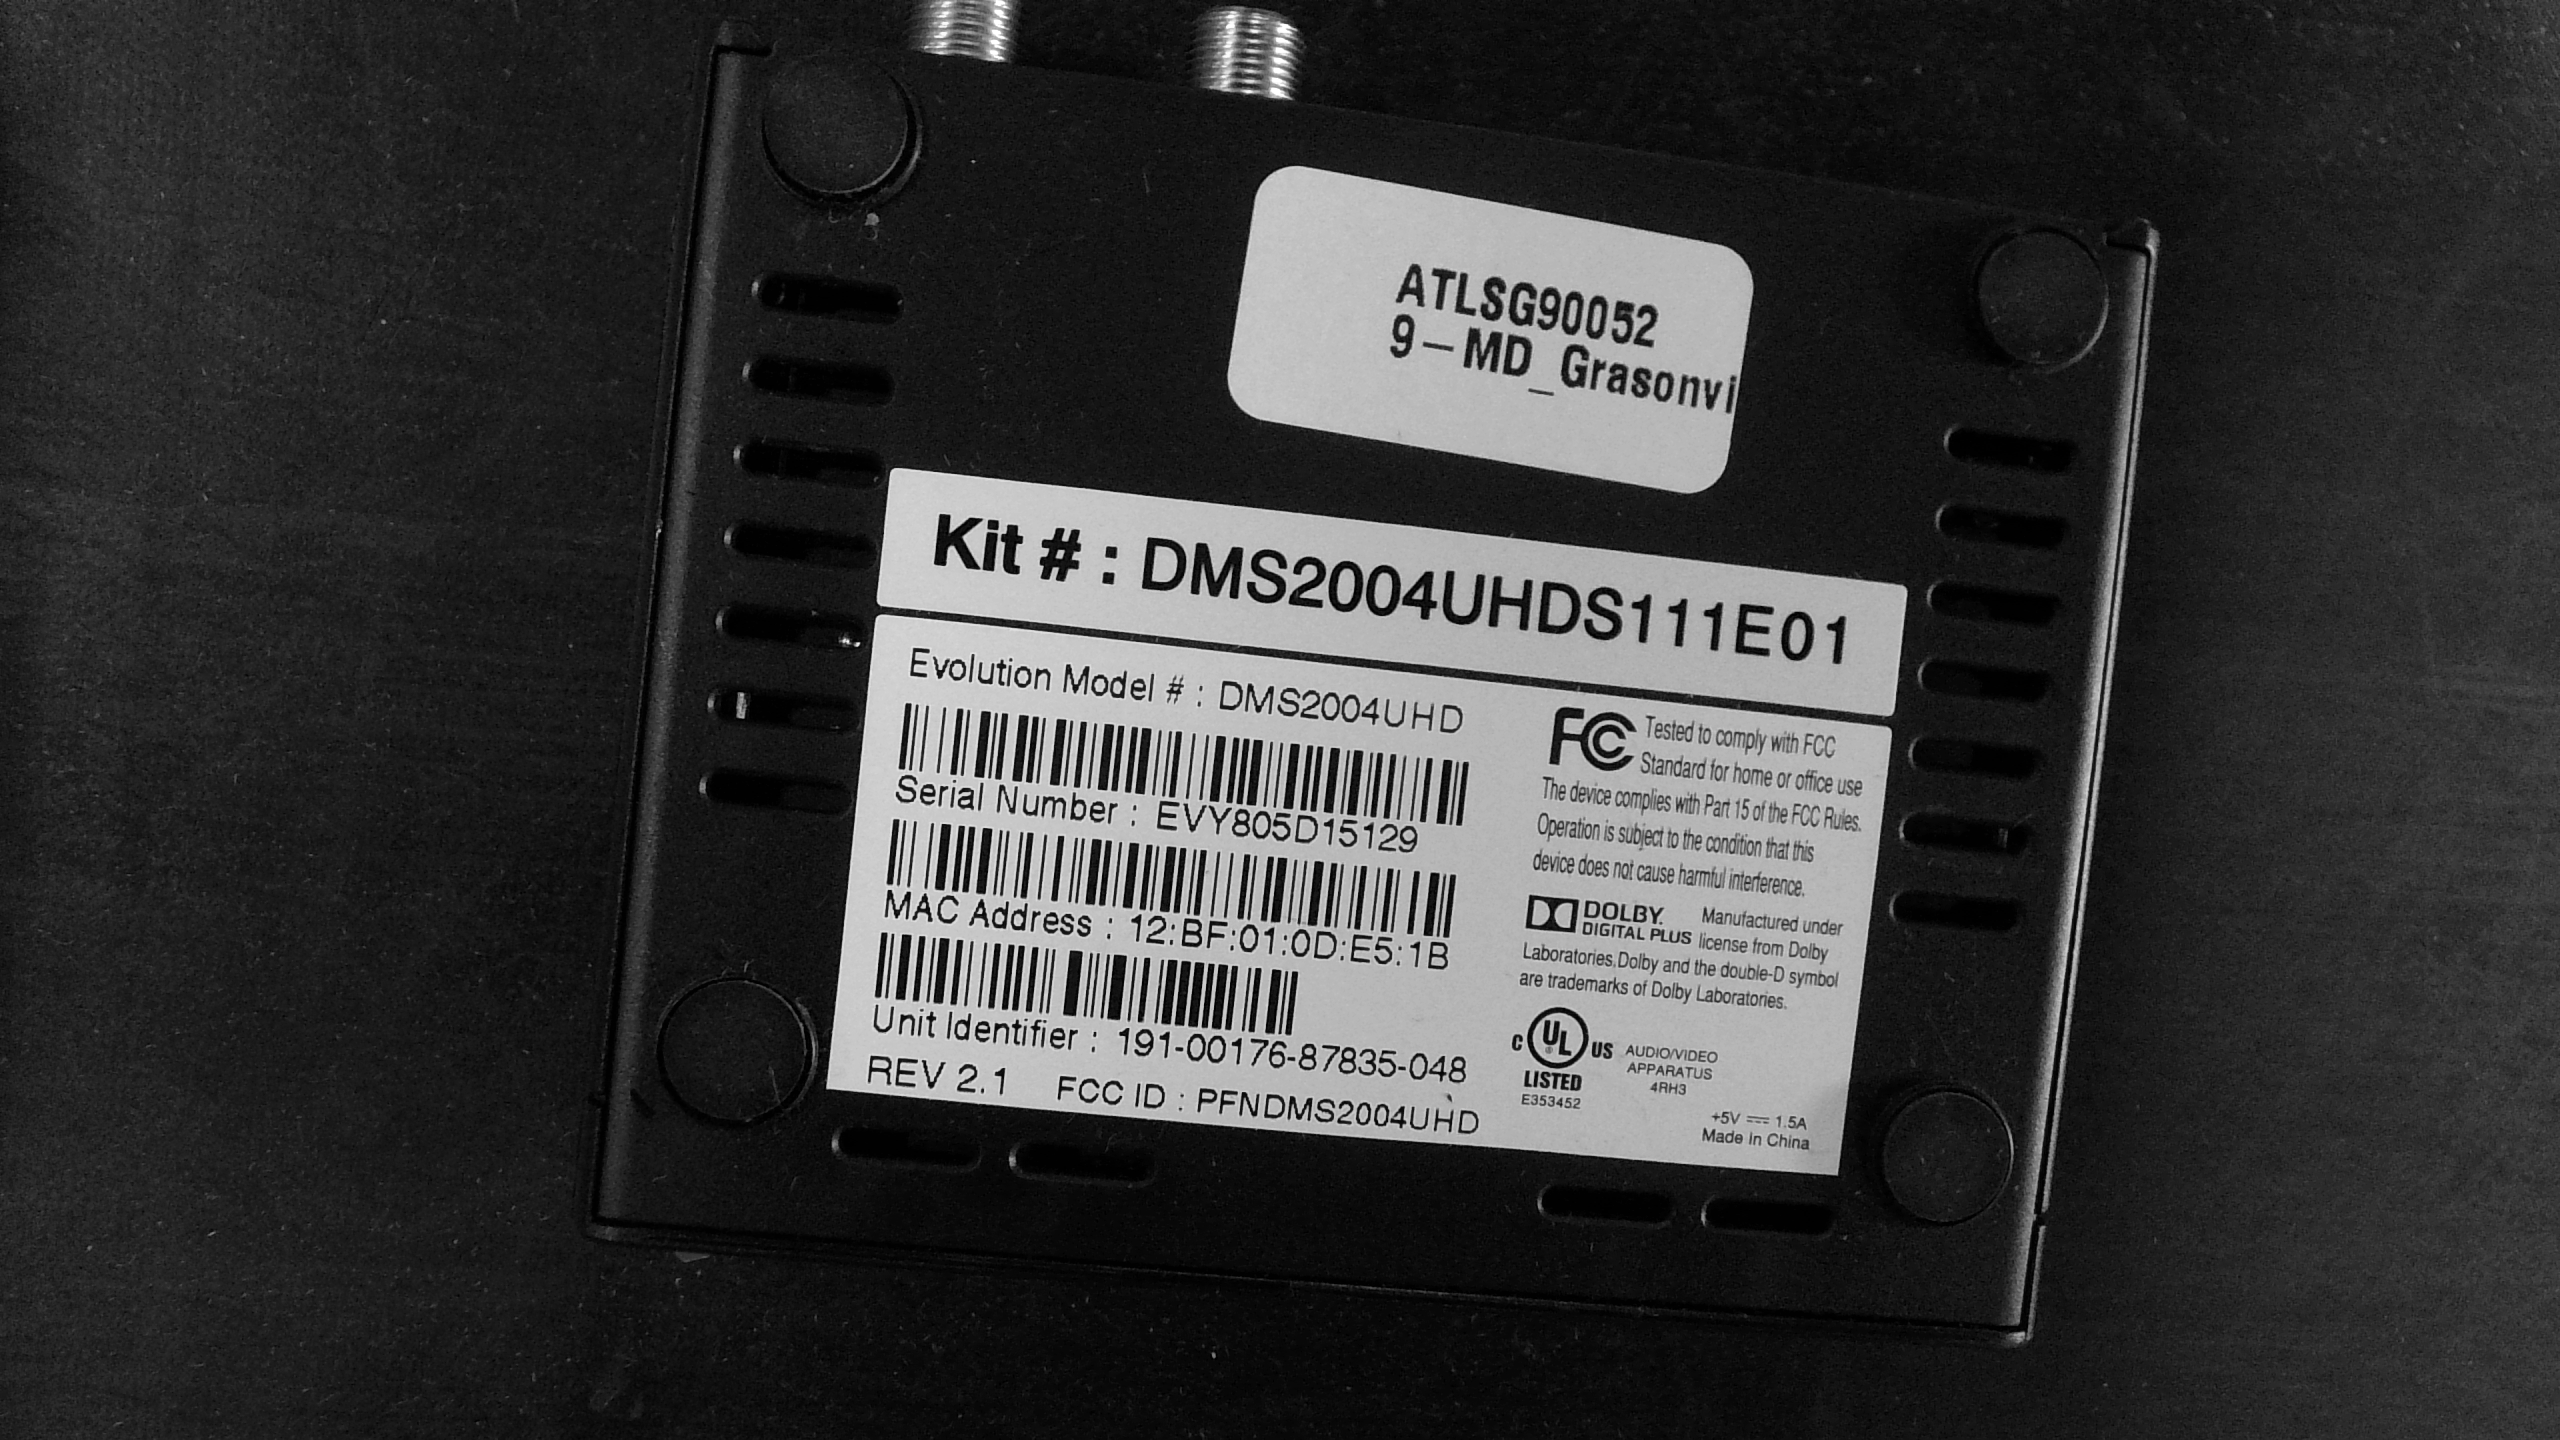 ATLSG90052
9-MD_Grasonvi
Kit # : DMS2004UHDS111E01
Evolution Model # : DMS2004UHD
Serial Number : EVY805D15129
MAC Address : 12:BF:01:0D:E5:1B
Unit Identifier : 191-00176-87835-048
REV 2.1 FCC ID : PFNDMS2004UHD
FC Tested to comply with FCC
Standard for home or office use
The device complies with Part 15 of the FCC Rules.
Operation is subject to the condition that this
device does not cause harmful interference.
DOLBY. Manufactured under
DIGITAL PLUS license from Dolby
Laboratories,Dolby and the double-D symbol
are trademarks of Dolby Laboratories.
C UL ® US
LISTED
E353452
AUDIO/VIDEO
APPARATUS
4RH3
+5V ⎓ 1.5A
Made in China